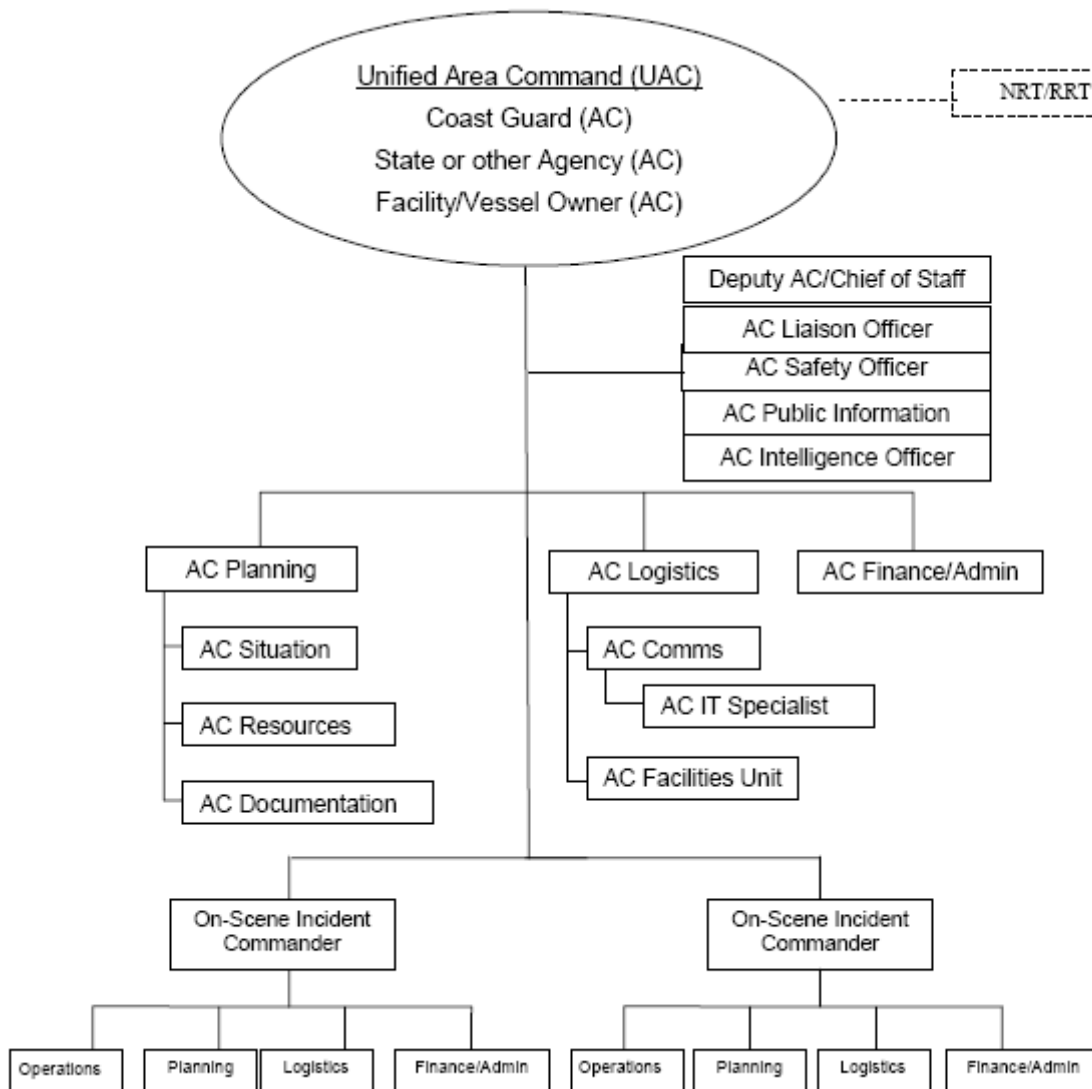 Unified Area Command (UAC)
Coast Guard (AC)
State or other Agency (AC)
Facility/Vessel Owner (AC)
NRT/RRT
Deputy AC/Chief of Staff
AC Liaison Officer
AC Safety Officer
AC Public Information
AC Intelligence Officer
AC Planning
AC Logistics
AC Finance/Admin
AC Situation
AC Comms
AC Resources
AC IT Specialist
AC Documentation
AC Facilities Unit
On-Scene Incident
Commander
On-Scene Incident
Commander
Operations
Planning
Logistics
Finance/Admin
Operations
Planning
Logistics
Finance/Admin